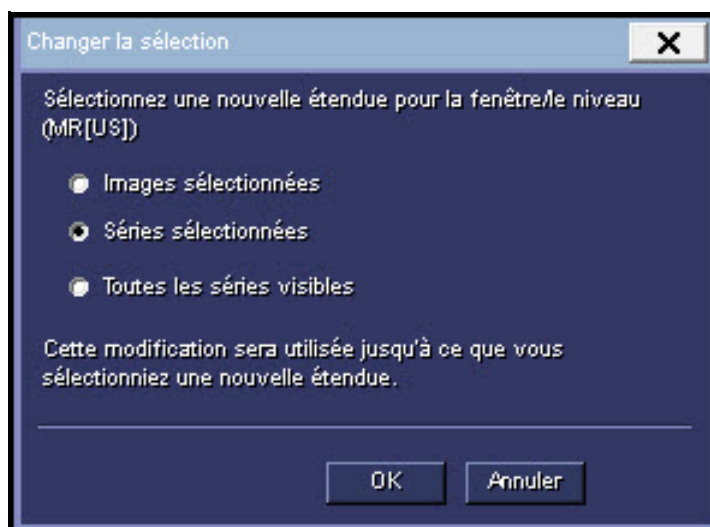 Changer la sélection
Sélectionnez une nouvelle étendue pour la fenêtre/le niveau
(MR[US])
Images sélectionnées
Séries sélectionnées
Toutes les séries visibles
Cette modification sera utilisée jusqu'à ce que vous
sélectionniez une nouvelle étendue.
OK
Annuler